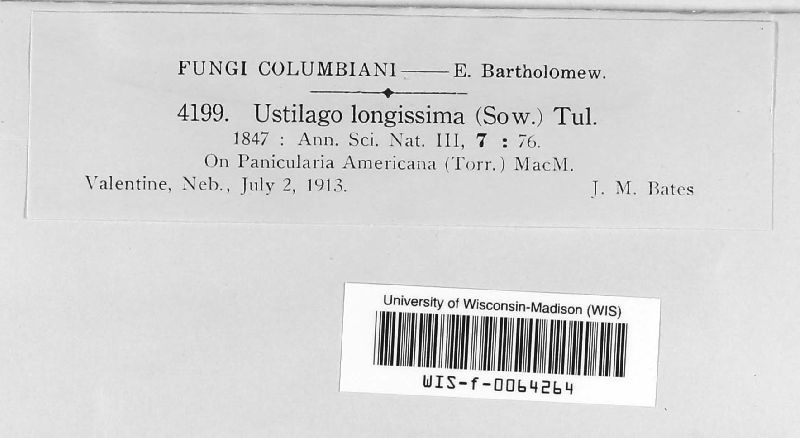 FUNGI COLUMBIANI—— E. Bartholomew.
4199. Ustilago longissima (Sow.) Tul.
1847 : Ann. Sci. Nat. III, 7 : 76.
On Panicularia Americana (Torr.) MacM.
Valentine, Neb., July 2, 1913. J. M. Bates
University of Wisconsin-Madison (WIS)
WIS-f-0064264